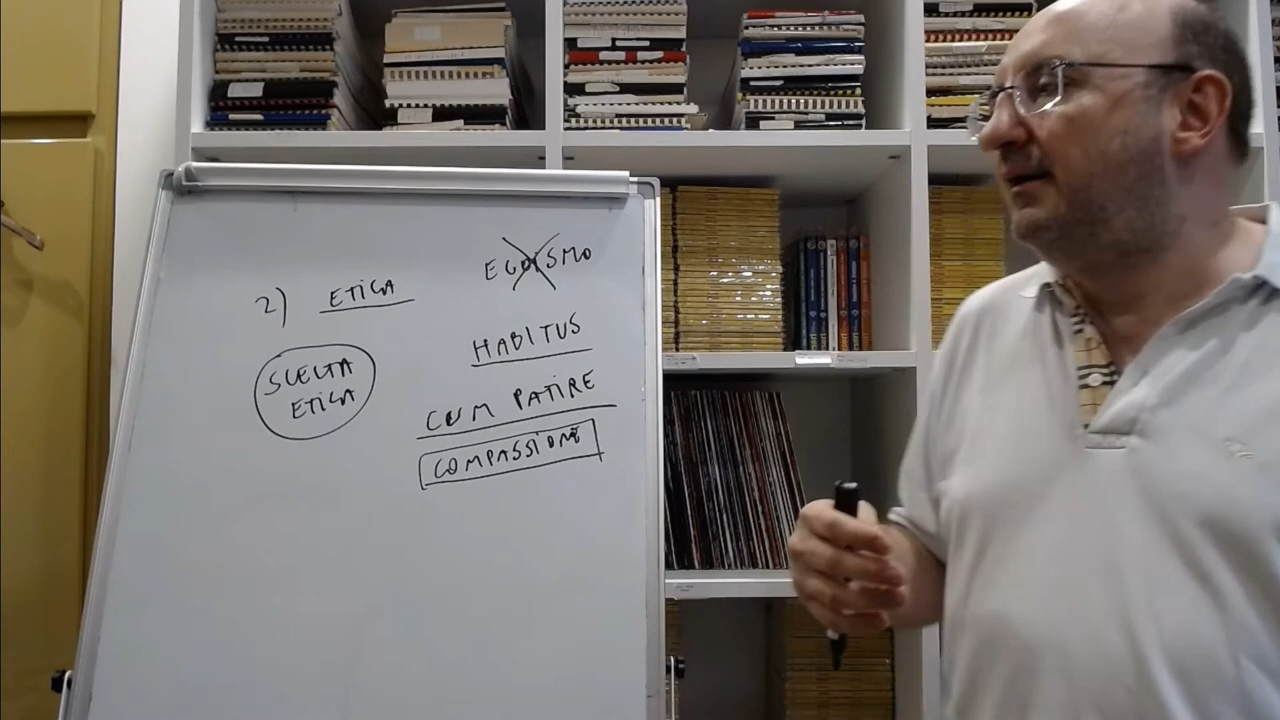 EGOISMO
2) ETICA
HABITUS
SCELTA
ETICA
CUM PATIRE
COMPASSIONE